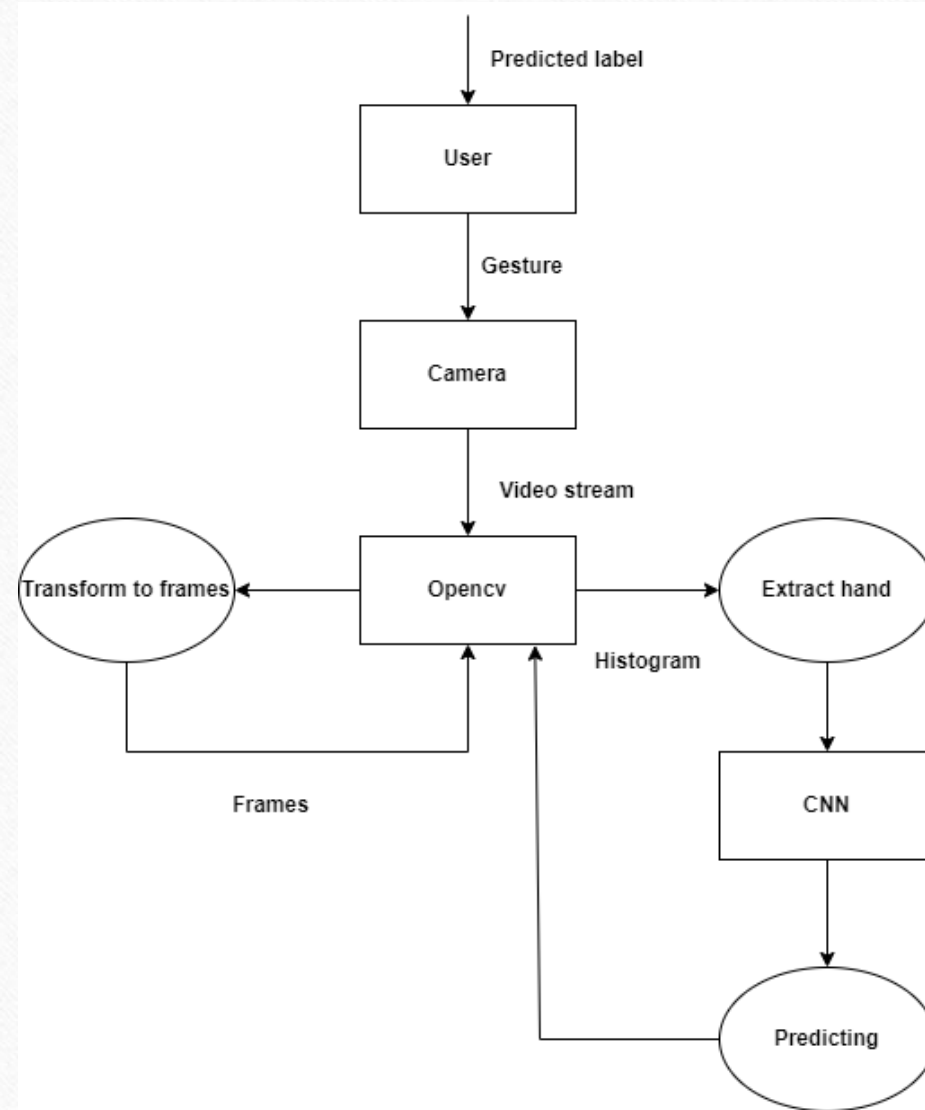 Predicted label
User
Gesture
Camera
Video stream
Transform to frames
Opencv
Extract hand
Histogram
Frames
CNN
Predicting